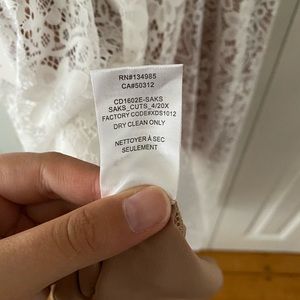 RN#134985
CA#50312
CD1602E-SAKS
SAKS_CUTS_4/20X
FACTORY CODE#XDS1012
DRY CLEAN ONLY
NETTOYER À SEC
SEULEMENT